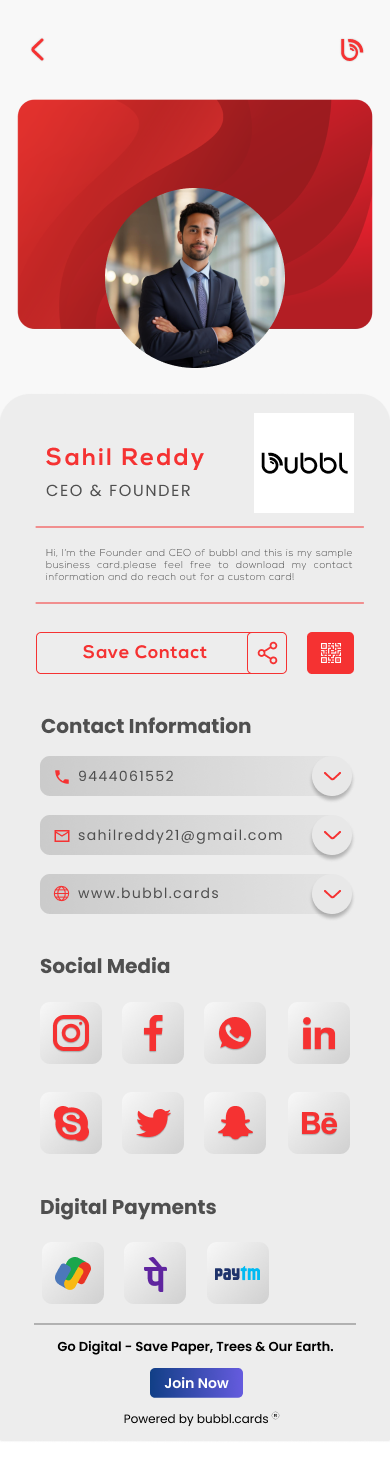 Sahil Reddy
bubbl
CEO & FOUNDER
Hi, I'm the Founder and CEO of bubbl and this is my sample
business card.please feel free to download my contact
information and do reach out for a custom card!
Save Contact
Contact Information
9444061552
sahilreddy21@gmail.com
www.bubbl.cards
Social Media
in
Bē
Digital Payments
पे
paytm
Go Digital - Save Paper, Trees & Our Earth.
Join Now
Powered by bubbl.cards ®